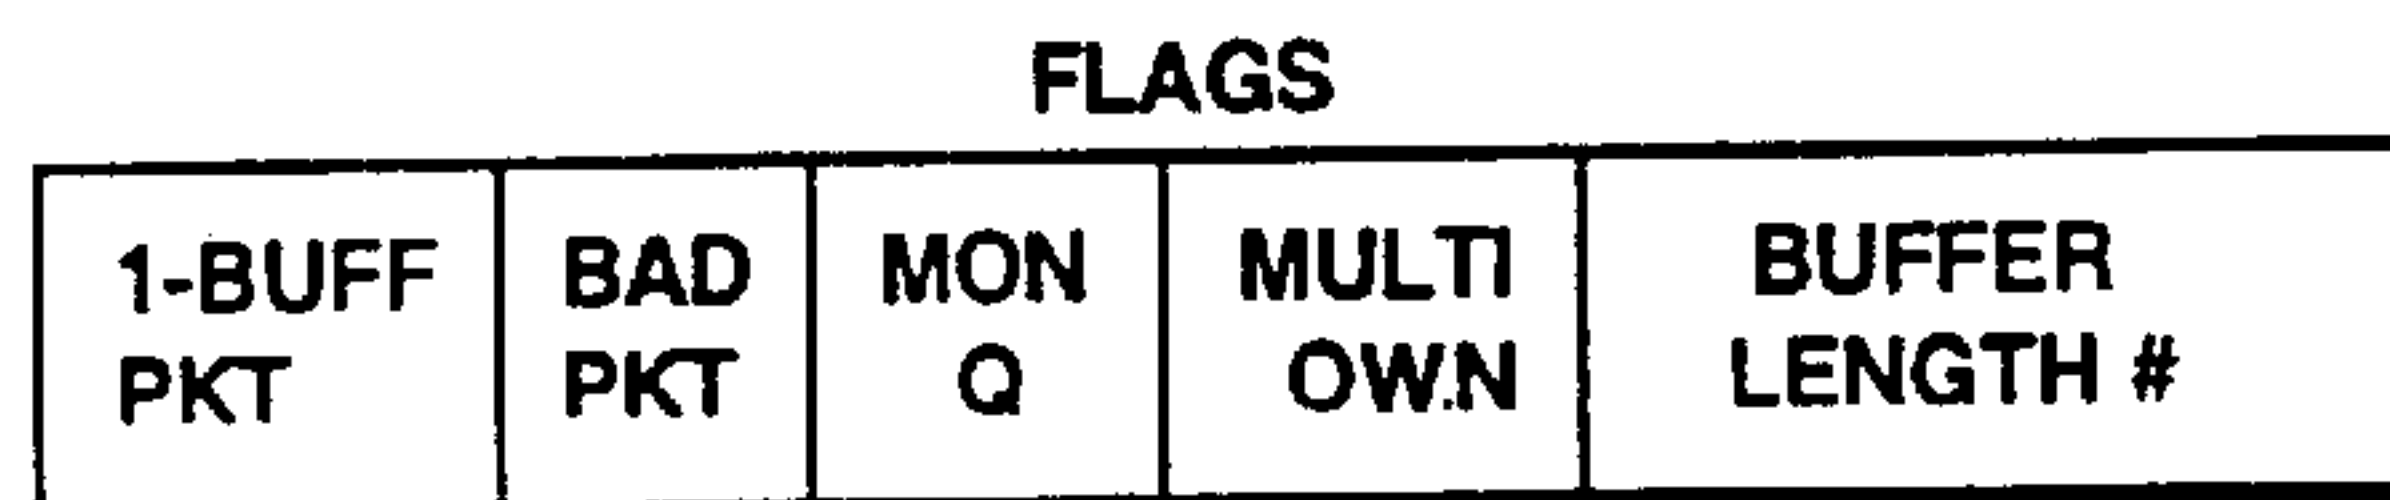 FLAGS
1-BUFF
PKT
BAD
PKT
MON
Q
MULTI
OWN
BUFFER
LENGTH #